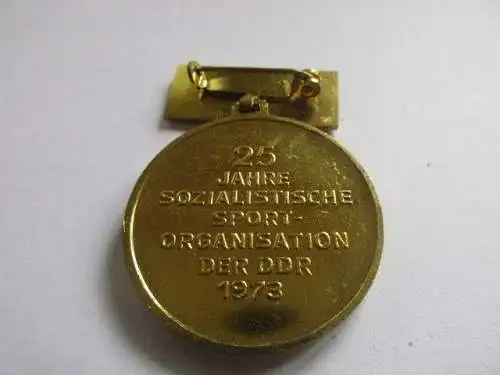 25
JAHRE
SOZIALISTISCHE
SPORT-
ORGANISATION
DER DDR
1973